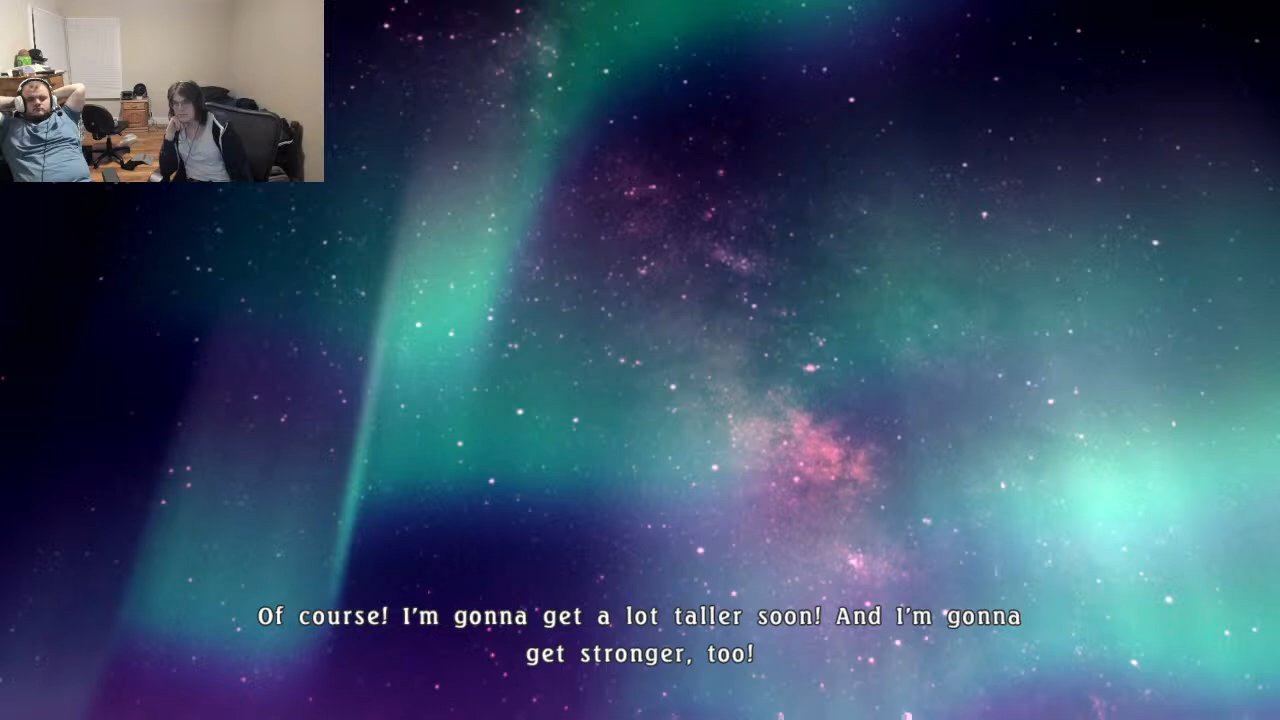 Of course! I'm gonna get a lot taller soon! And I'm gonna
get stronger, too!